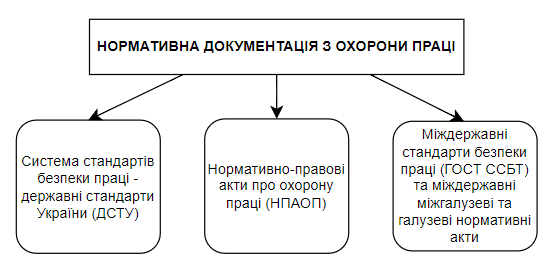 НОРМАТИВНА ДОКУМЕНТАЦІЯ З ОХОРОНИ ПРАЦІ
Система стандартів
безпеки праці -
державні стандарти
України (ДСТУ)
Нормативно-правові
акти про охорону
праці (НПАОП)
Міждержавні
стандарти безпеки
праці (ГОСТ ССБТ)
та міждержавні
міжгалузеві та
галузеві нормативні
акти